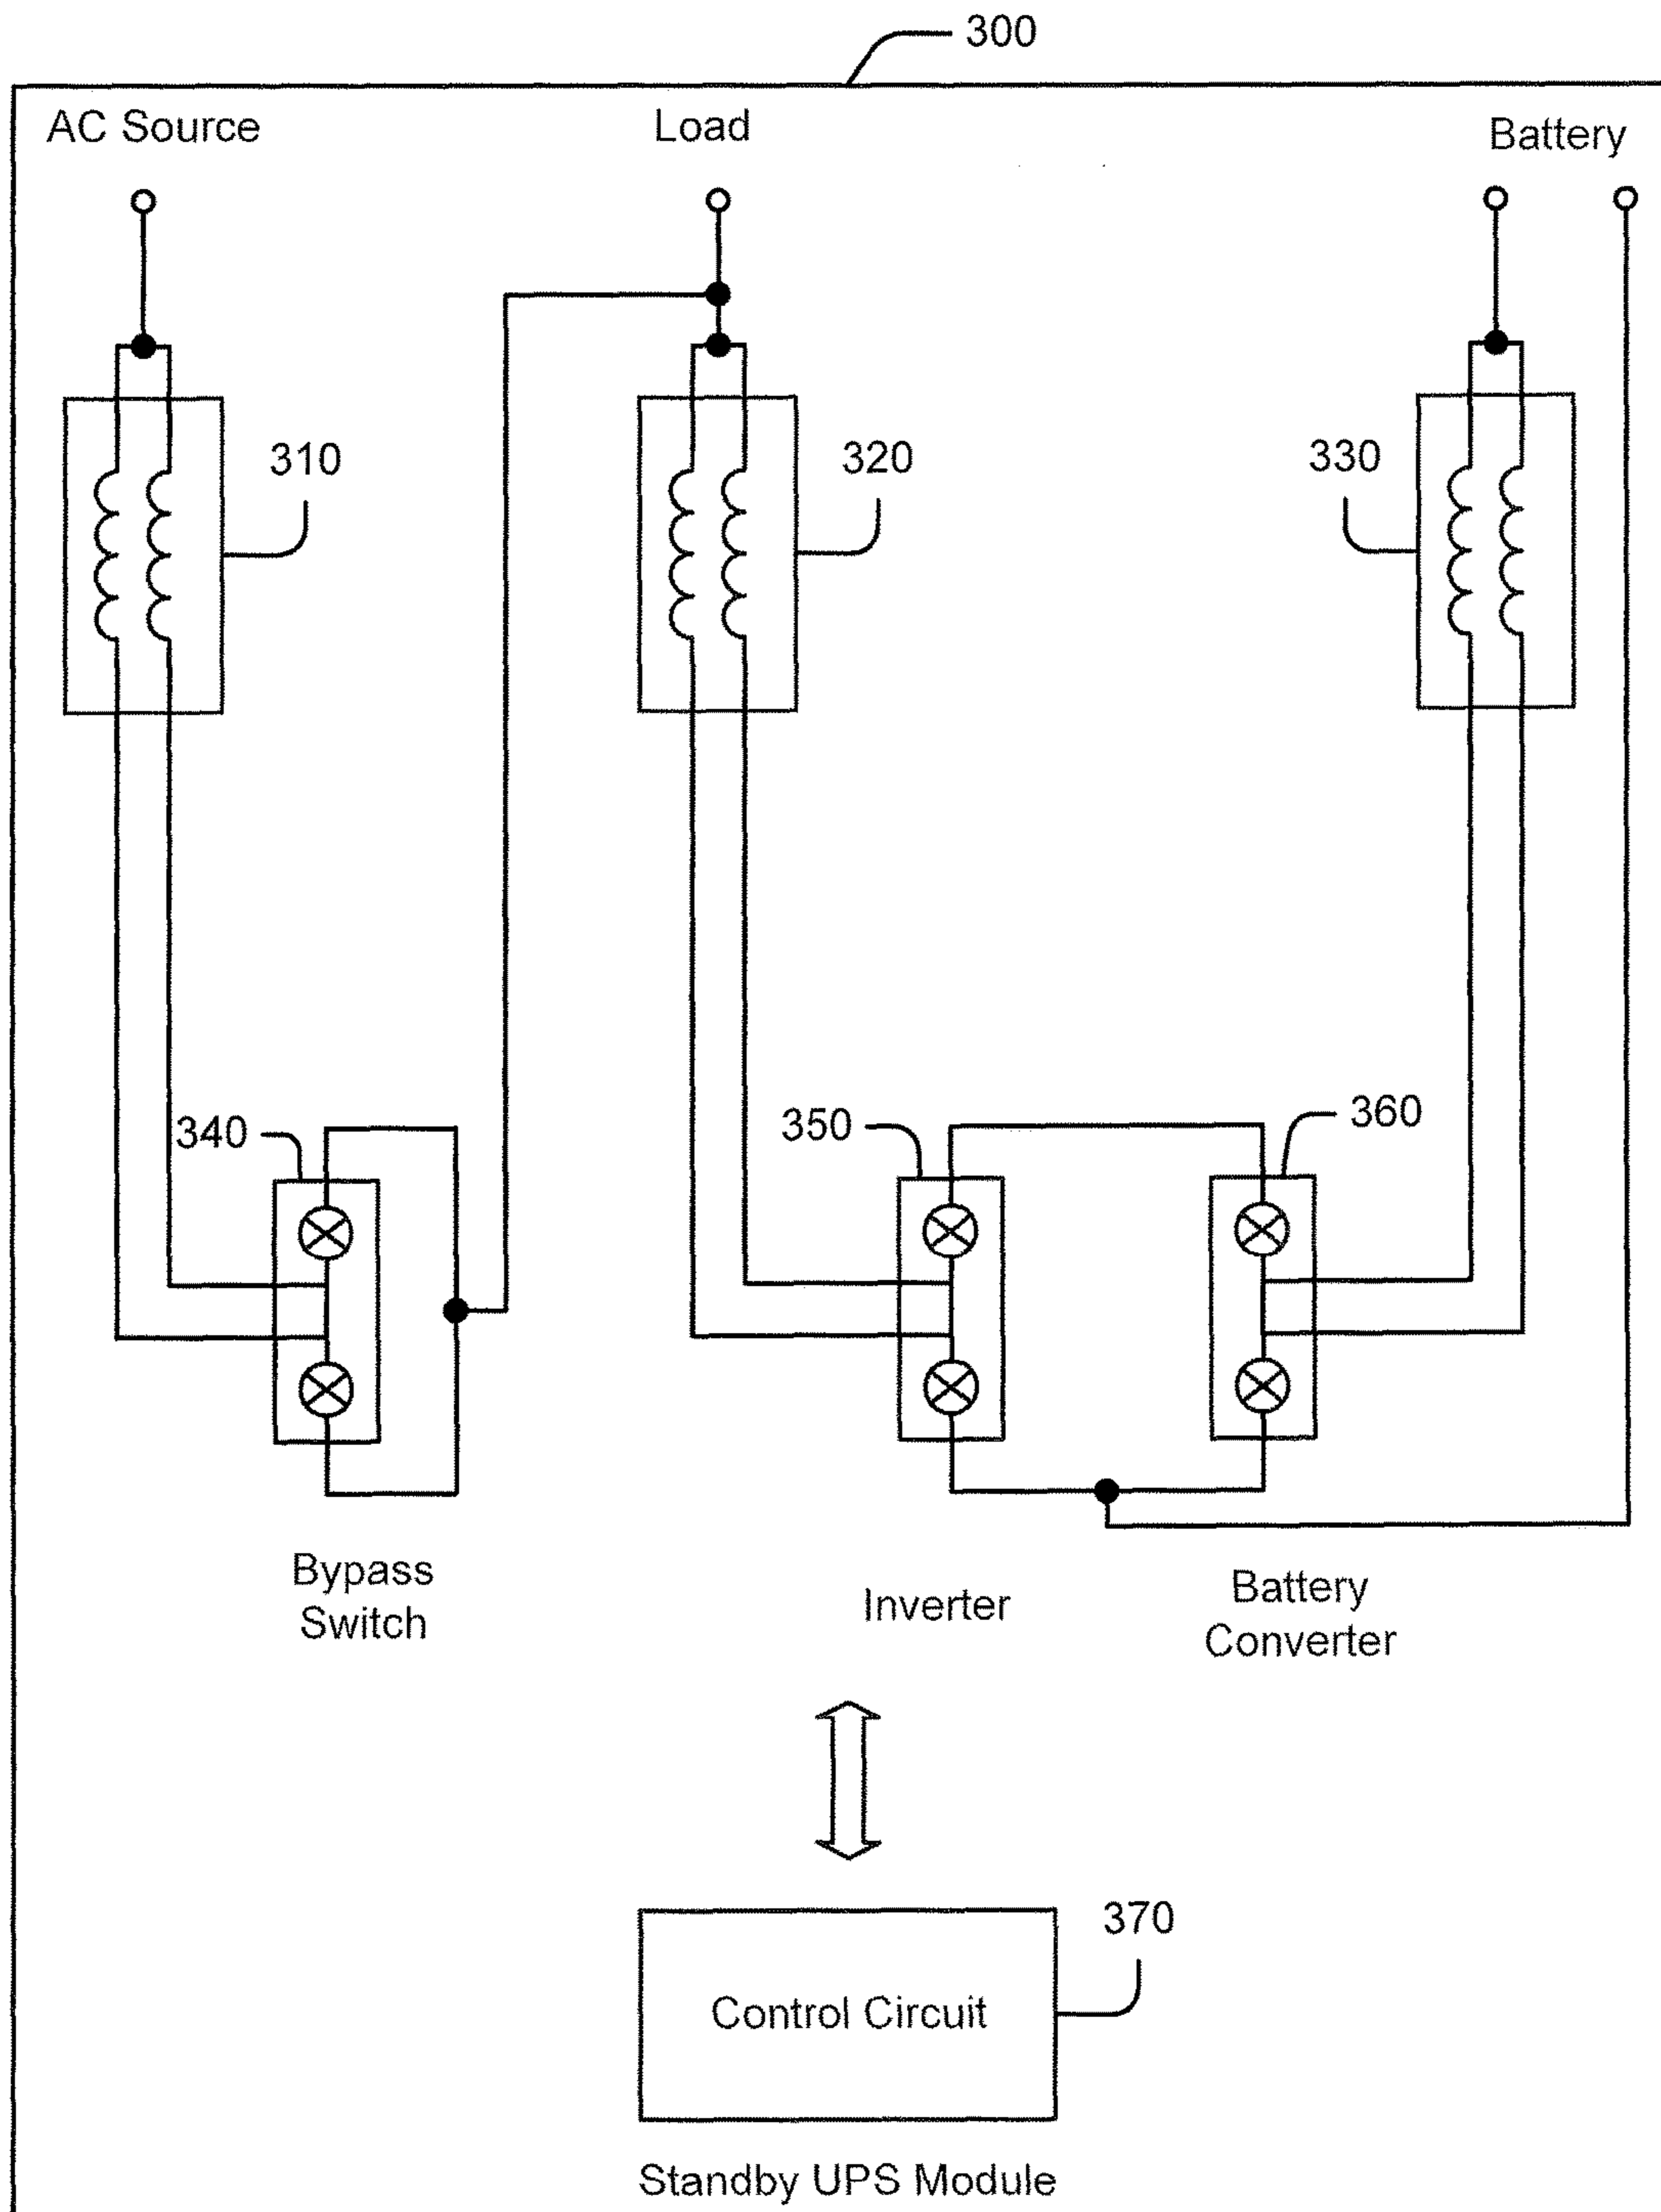 300
AC Source
Load
Battery
310
320
330
340
350
360
Bypass
Switch
Inverter
Battery
Converter
370
Control Circuit
Standby UPS Module